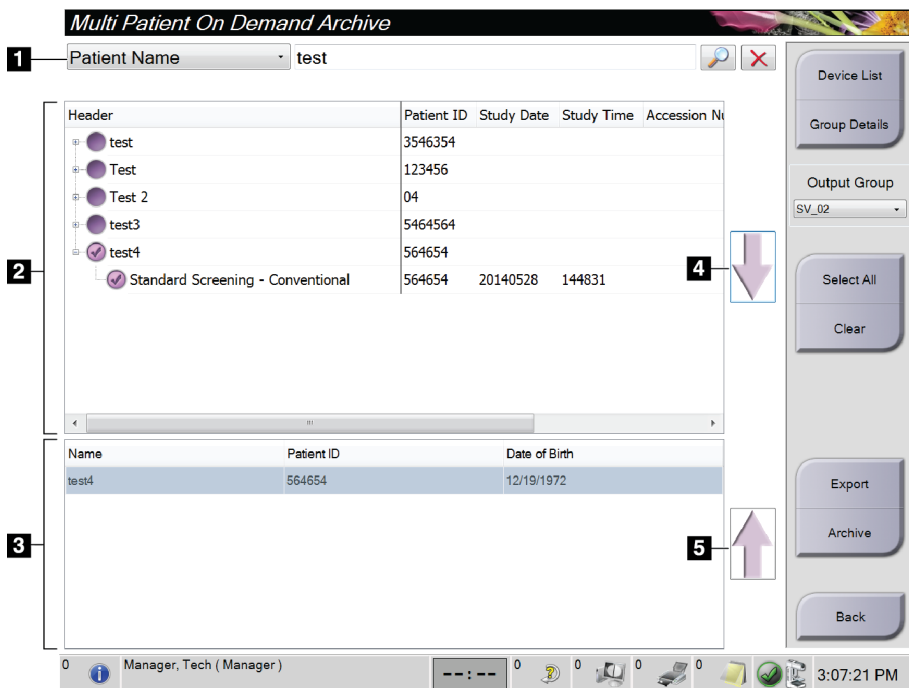 Multi Patient On Demand Archive
1
Patient Name
test
Device List
Group Details
Output Group
SV_02
2
Header Patient ID Study Date Study Time Accession Nu
test 3546354
Test 123456
Test 2 04
test3 5464564
test4 564654
Standard Screening - Conventional 564654 20140528 144831
4
Select All
Clear
3
Name Patient ID Date of Birth
test4 564654 12/19/1972
5
Export
Archive
Back
0 Manager, Tech ( Manager ) --:-- 0 0 0 0 3:07:21 PM